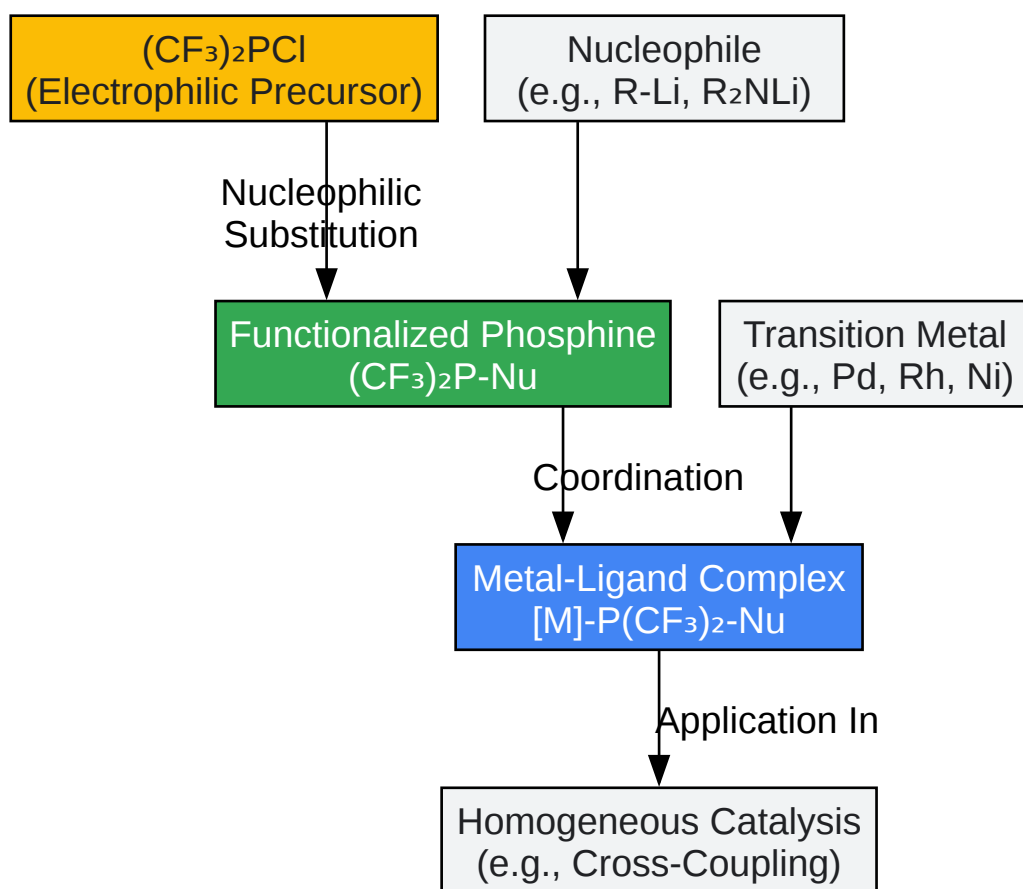 (CF₃)₂PCl
(Electrophilic Precursor)
Nucleophile
(e.g., R-Li, R₂NLi)
Nucleophilic
Substitution
Functionalized Phosphine
(CF₃)₂P-Nu
Transition Metal
(e.g., Pd, Rh, Ni)
Coordination
Metal-Ligand Complex
[M]-P(CF₃)₂-Nu
Application In
Homogeneous Catalysis
(e.g., Cross-Coupling)